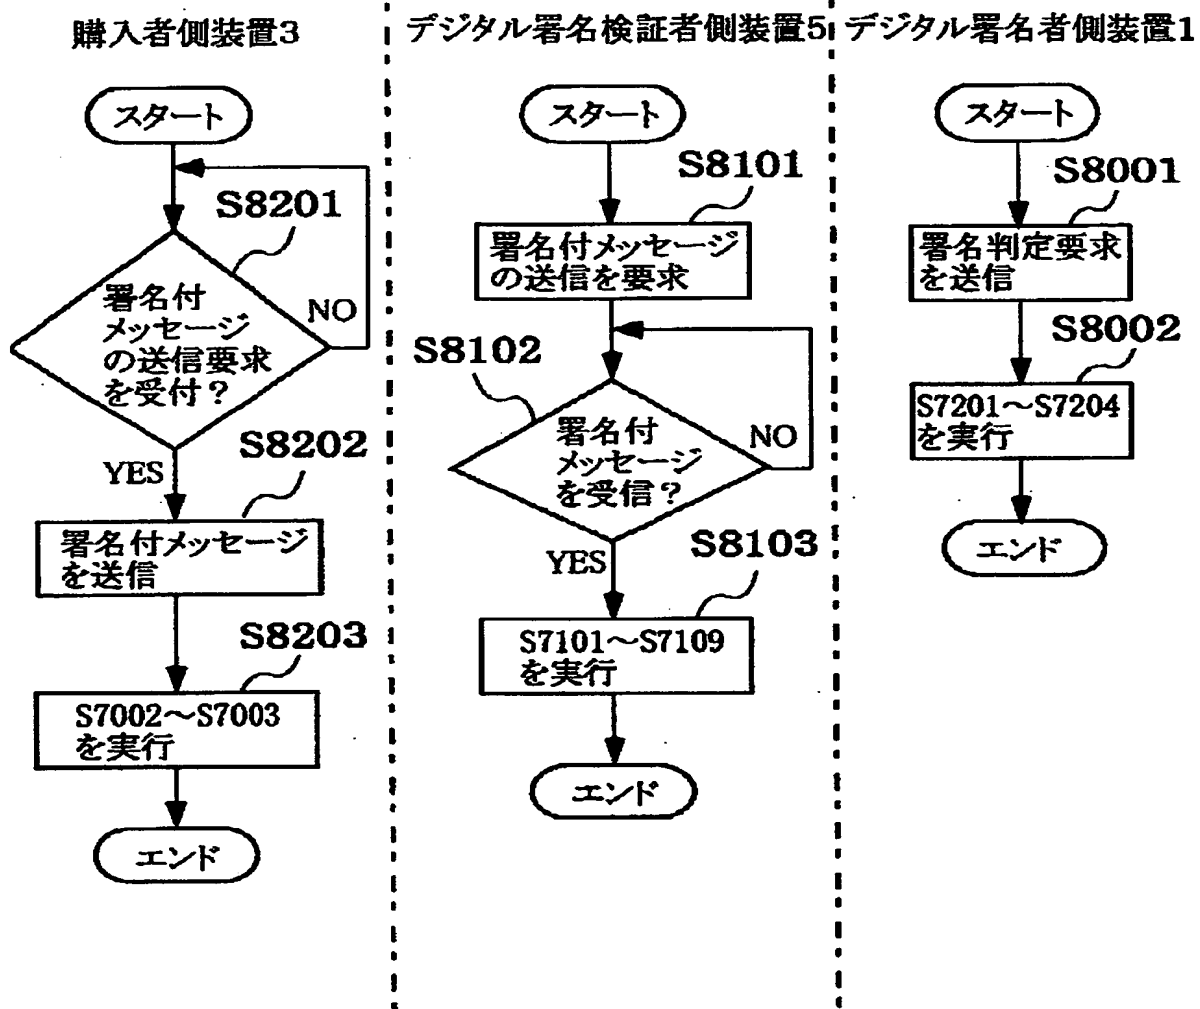 購入者側装置3
スタート
S8201
署名付
メッセージ
の送信要求
を受付？
NO
YES
S8202
署名付メッセージ
を送信
S8203
S7002～S7003
を実行
エンド
デジタル署名検証者側装置5
スタート
S8101
署名付メッセージ
の送信を要求
S8102
署名付
メッセージ
を受信？
NO
YES
S8103
S7101～S7109
を実行
エンド
デジタル署名者側装置1
スタート
S8001
署名判定要求
を送信
S8002
S7201～S7204
を実行
エンド